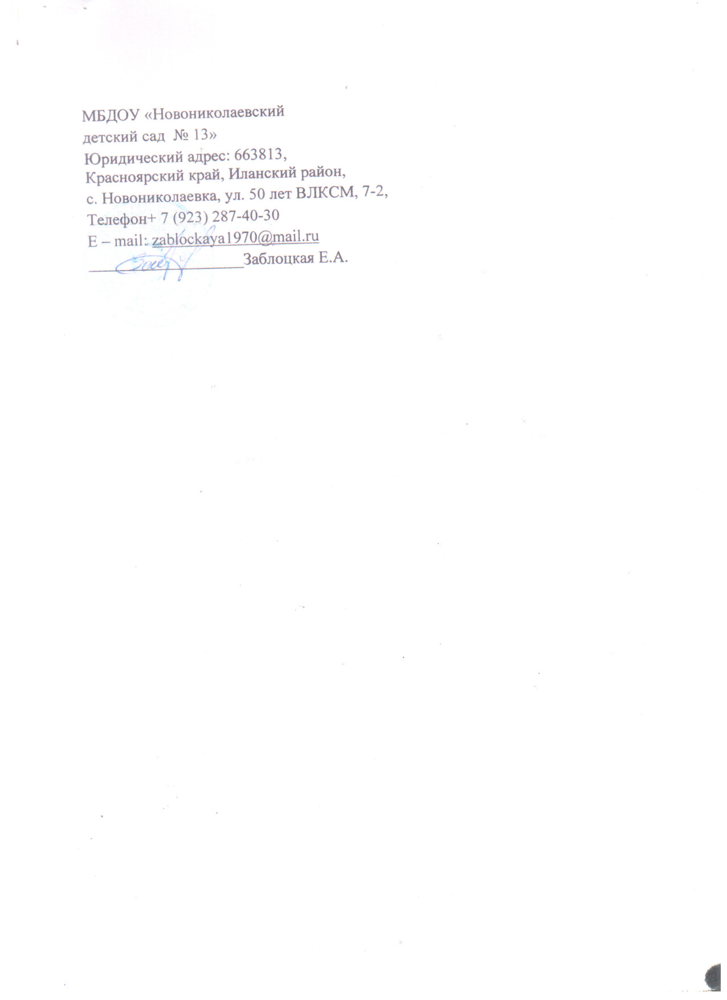 МБДОУ «Новониколаевский
детский сад № 13»
Юридический адрес: 663813,
Красноярский край, Иланский район,
с. Новониколаевка, ул. 50 лет ВЛКСМ, 7-2,
Телефон+ 7 (923) 287-40-30
E – mail: zablockaya1970@mail.ru
____________________Заблоцкая Е.А.